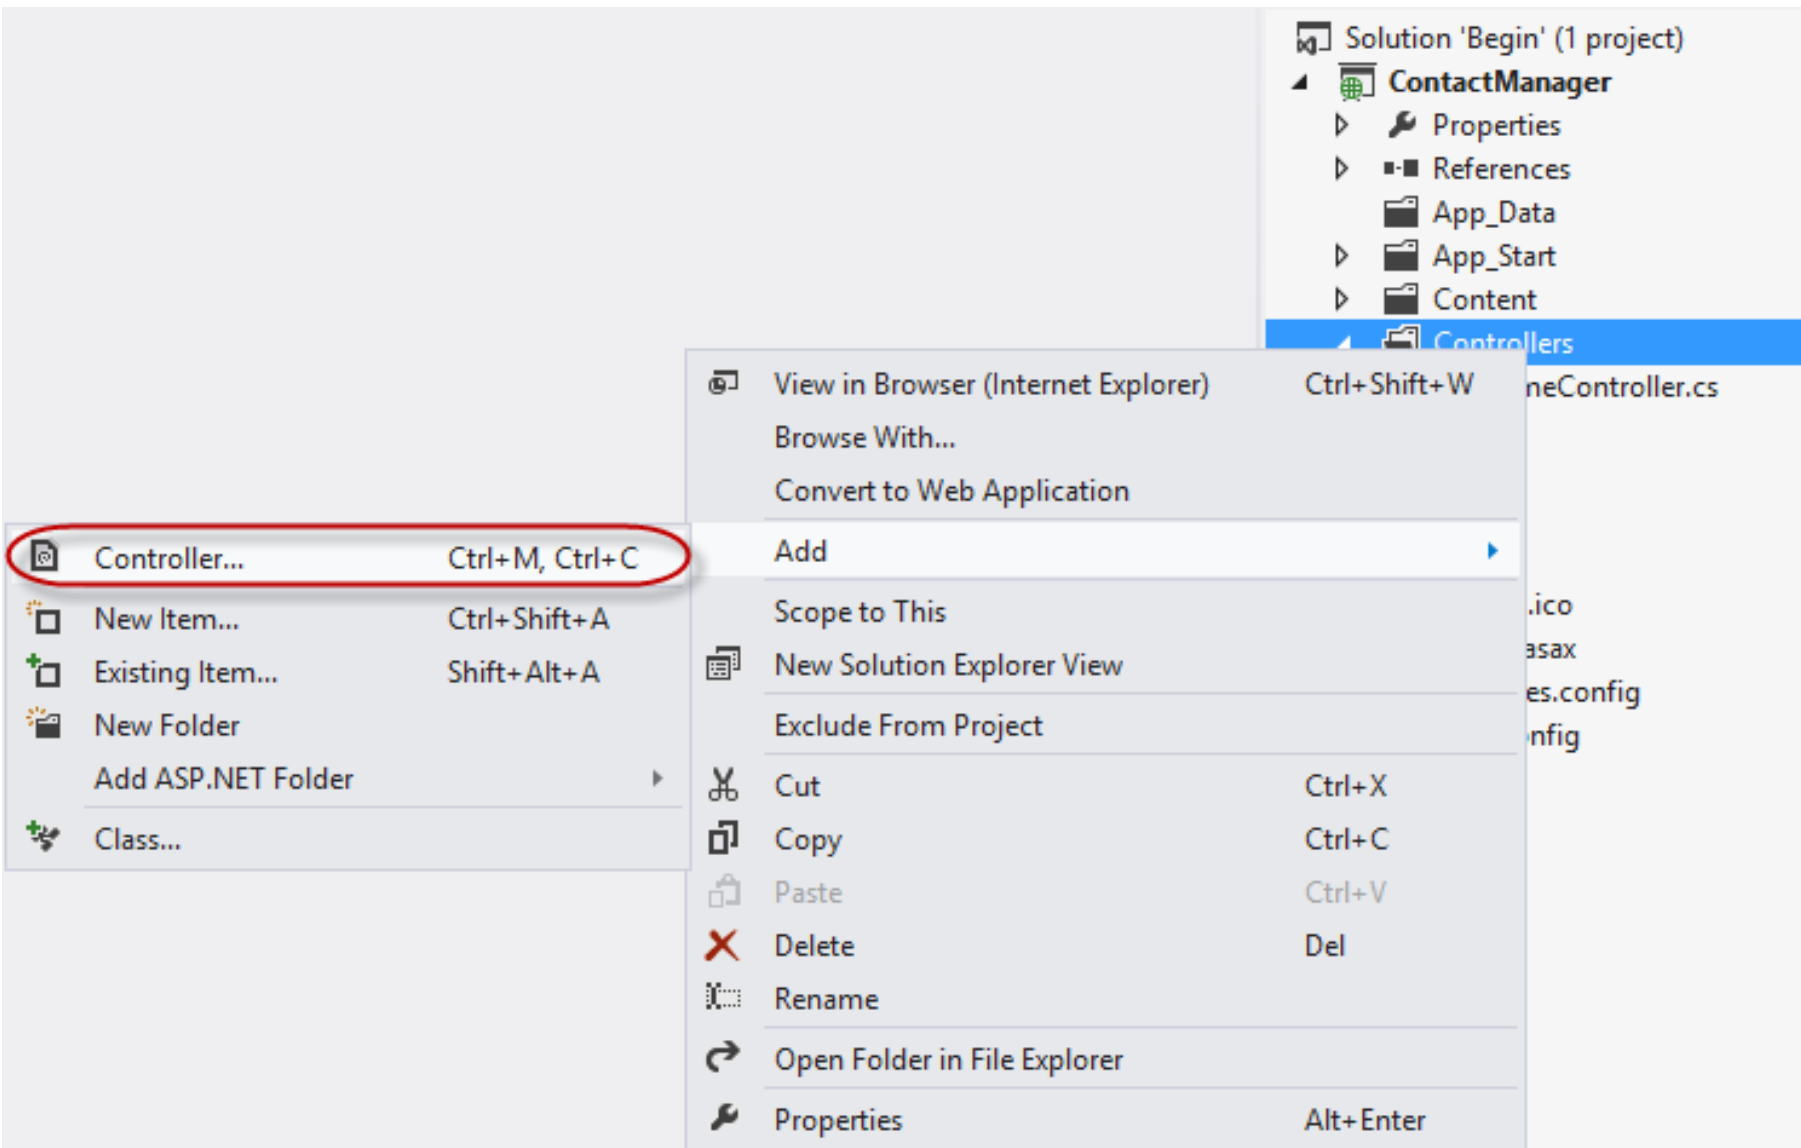 Solution 'Begin' (1 project)
ContactManager
Properties
References
App_Data
App_Start
Content
Controllers
neController.cs
.ico
asax
es.config
nfig
View in Browser (Internet Explorer) Ctrl+Shift+W
Browse With...
Convert to Web Application
Add
Scope to This
New Solution Explorer View
Exclude From Project
Cut Ctrl+X
Copy Ctrl+C
Paste Ctrl+V
Delete Del
Rename
Open Folder in File Explorer
Properties Alt+Enter
Controller... Ctrl+M, Ctrl+C
New Item... Ctrl+Shift+A
Existing Item... Shift+Alt+A
New Folder
Add ASP.NET Folder
Class...